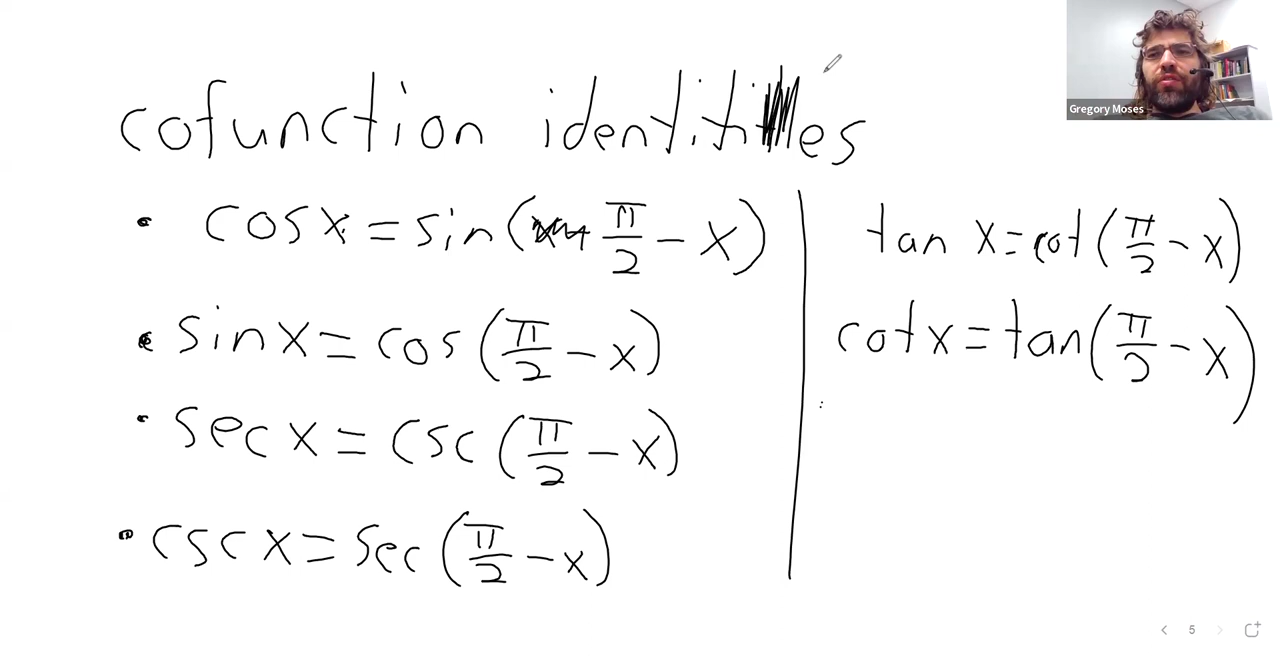 cofunction identities
• cos x = sin(π/2 − x)
• sin x = cos(π/2 − x)
• sec x = csc(π/2 − x)
• csc x = sec(π/2 − x)
tan x = cot(π/2 − x)
cot x = tan(π/2 − x)
Gregory Moses
5